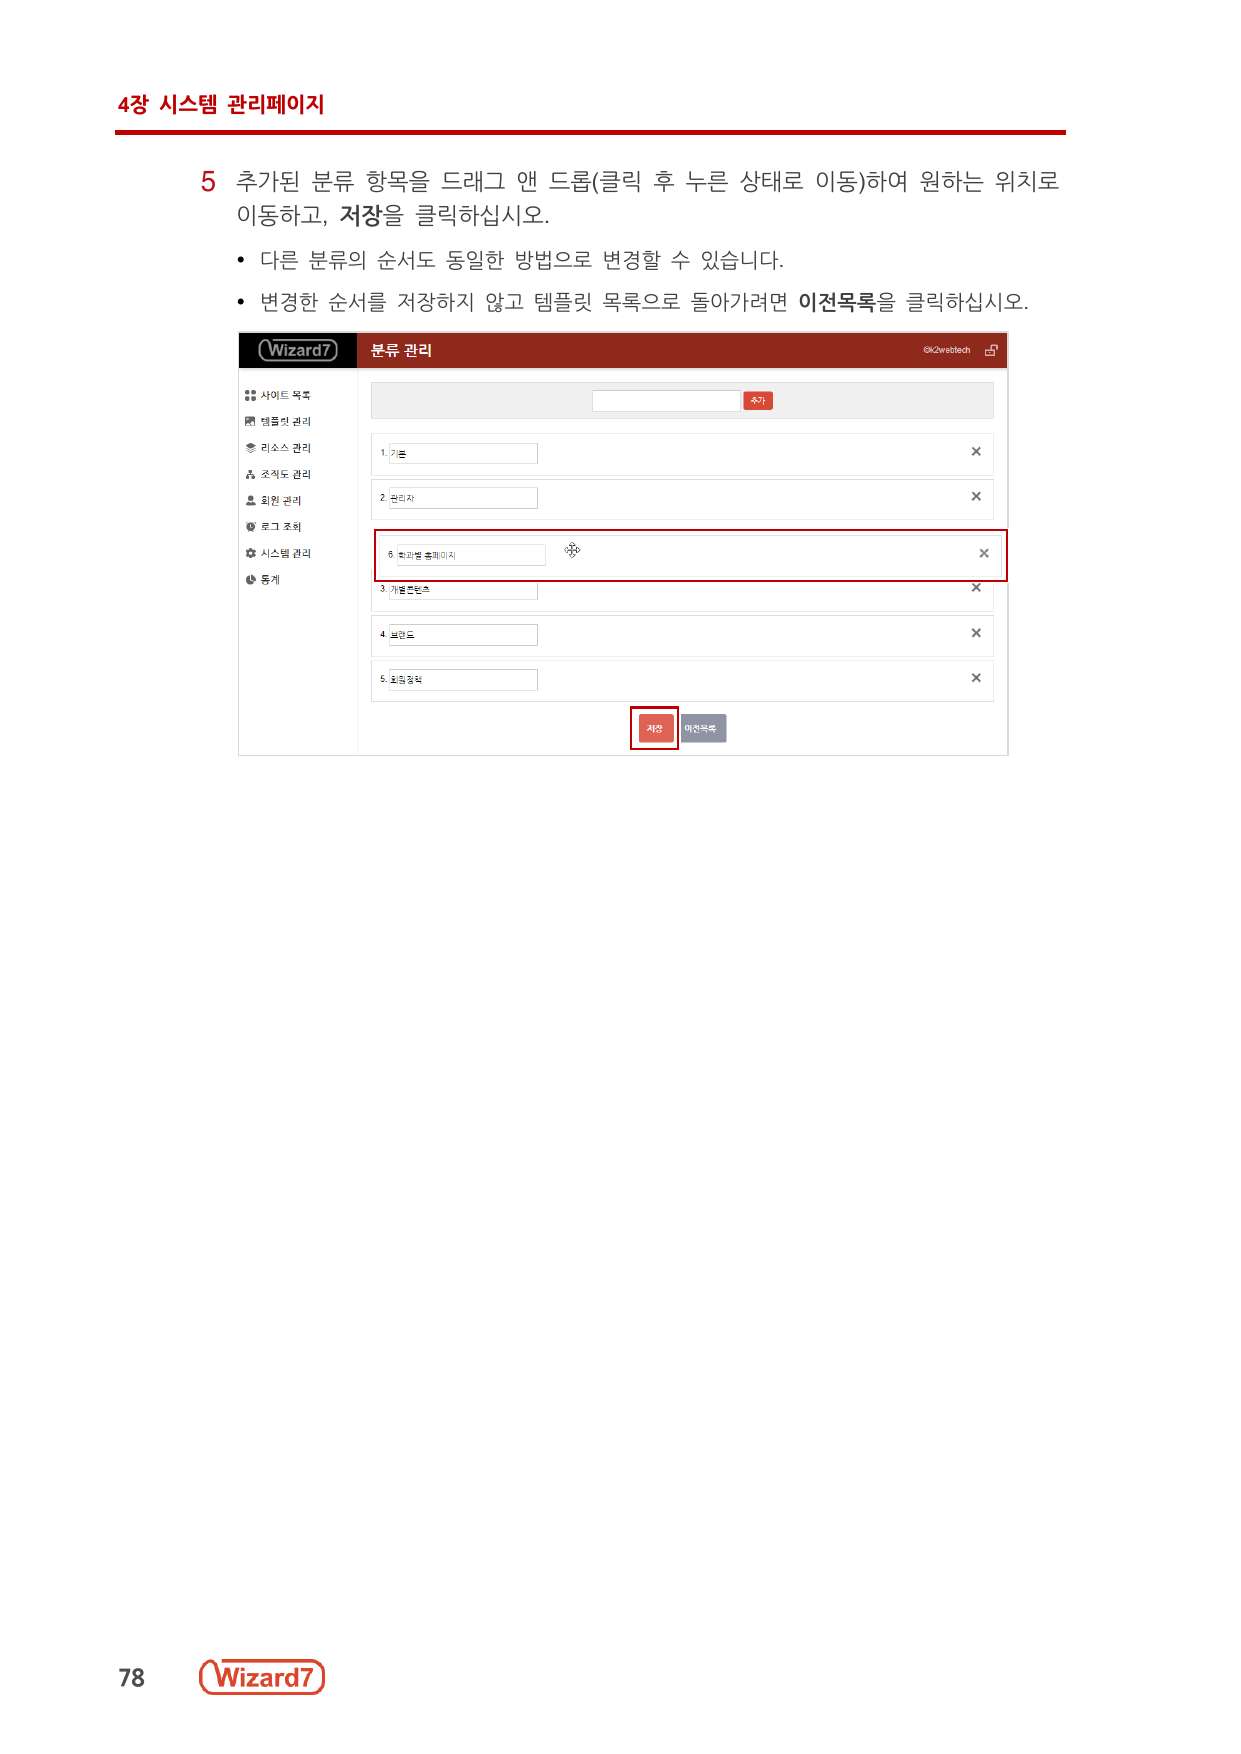 4장 시스템 관리페이지
5 추가된 분류 항목을 드래그 앤 드롭(클릭 후 누른 상태로 이동)하여 원하는 위치로
이동하고, 저장을 클릭하십시오.
• 다른 분류의 순서도 동일한 방법으로 변경할 수 있습니다.
• 변경한 순서를 저장하지 않고 템플릿 목록으로 돌아가려면 이전목록을 클릭하십시오.
Wizard7 분류 관리 @k2webtech
사이트 목록
템플릿 관리
리소스 관리
조직도 관리
회원 관리
로그 조회
시스템 관리
통계
추가
1. 기본
2. 관리자
6. 학과별 홈페이지
3. 개별콘텐츠
4. 브랜드
5. 회원정책
저장 이전목록
78 Wizard7